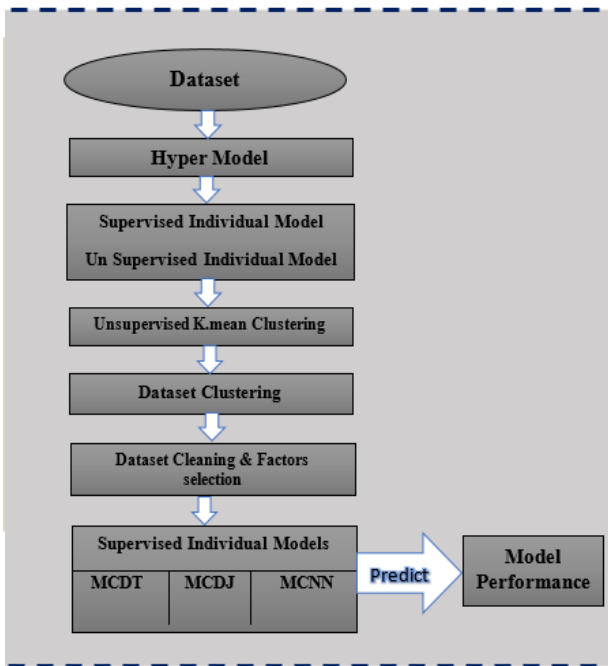 Dataset
Hyper Model
Supervised Individual Model
Un Supervised Individual Model
Unsupervised K.mean Clustering
Dataset Clustering
Dataset Cleaning & Factors
selection
Supervised Individual Models
MCDT MCDJ MCNN
Predict
Model
Performance